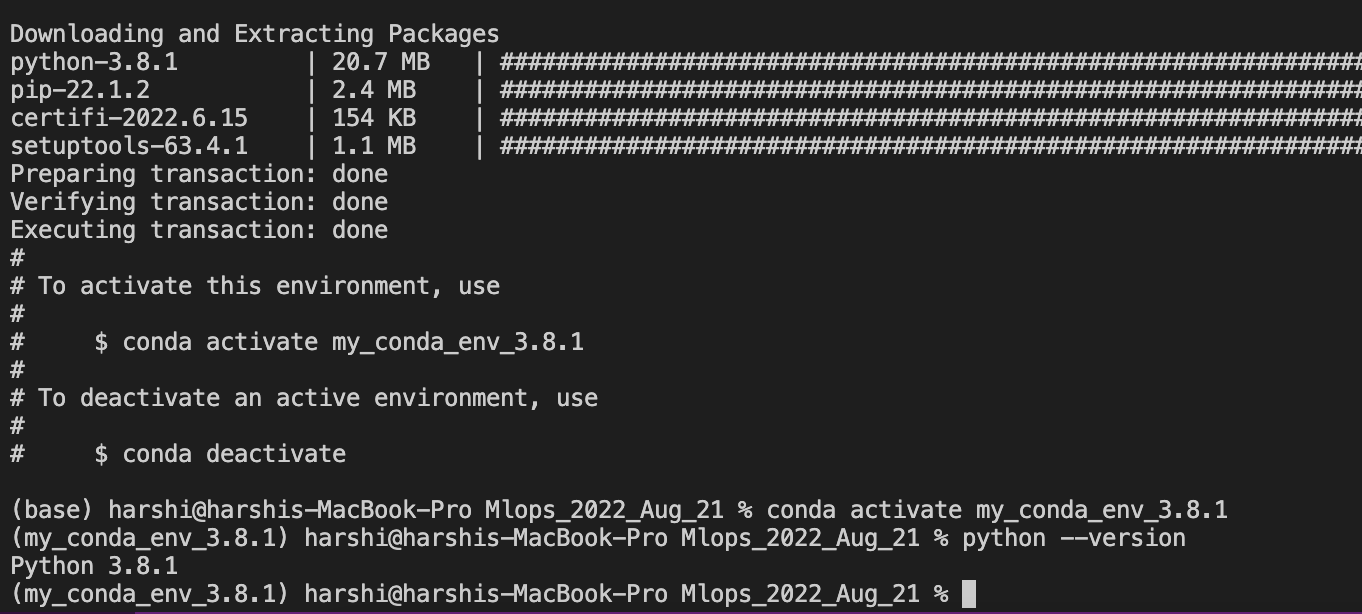 Downloading and Extracting Packages
python-3.8.1         | 20.7 MB   | ##############################################################
pip-22.1.2           | 2.4 MB    | ##############################################################
certifi-2022.6.15    | 154 KB    | ##############################################################
setuptools-63.4.1    | 1.1 MB    | ##############################################################
Preparing transaction: done
Verifying transaction: done
Executing transaction: done
#
# To activate this environment, use
#
#     $ conda activate my_conda_env_3.8.1
#
# To deactivate an active environment, use
#
#     $ conda deactivate
(base) harshi@harshis-MacBook-Pro Mlops_2022_Aug_21 % conda activate my_conda_env_3.8.1
(my_conda_env_3.8.1) harshi@harshis-MacBook-Pro Mlops_2022_Aug_21 % python --version
Python 3.8.1
(my_conda_env_3.8.1) harshi@harshis-MacBook-Pro Mlops_2022_Aug_21 %